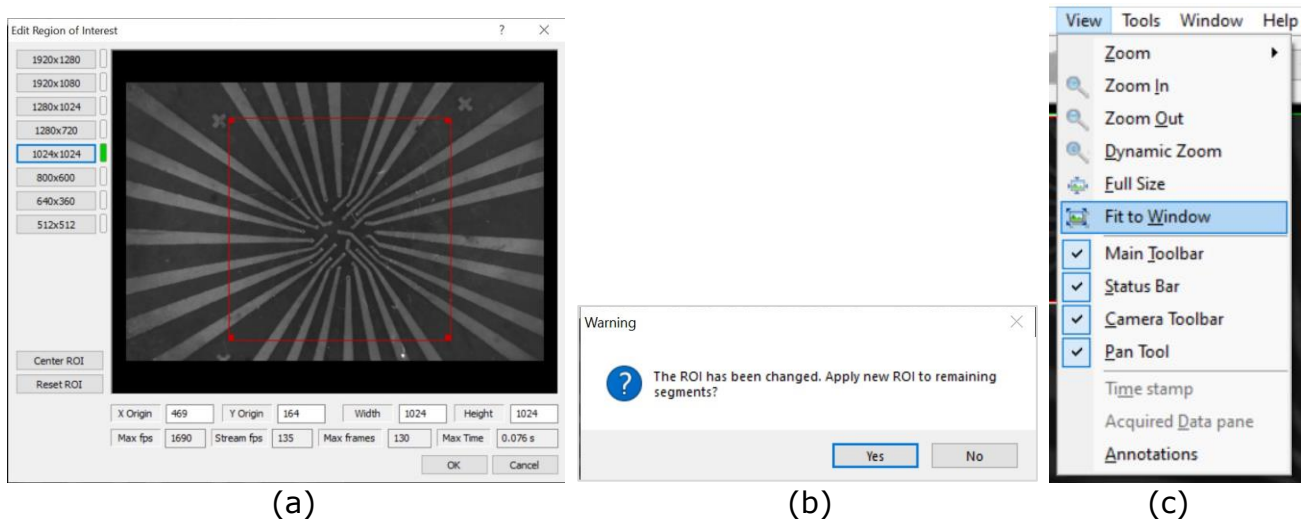 Edit Region of Interest
?
1920x1280
1920x1080
1280x1024
1280x720
1024x1024
800x600
640x360
512x512
Center ROI
Reset ROI
X Origin 469 Y Origin 164 Width 1024 Height 1024
Max fps 1690 Stream fps 135 Max frames 130 Max Time 0.076 s
OK Cancel
(a)
Warning
?
The ROI has been changed. Apply new ROI to remaining
segments?
Yes No
(b)
View Tools Window Help
Zoom
Zoom In
Zoom Out
Dynamic Zoom
Full Size
Fit to Window
Main Toolbar
Status Bar
Camera Toolbar
Pan Tool
Time stamp
Acquired Data pane
Annotations
(c)